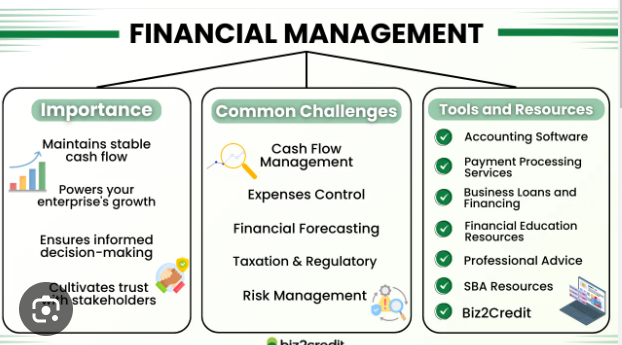 FINANCIAL MANAGEMENT
Importance
Maintains stable
cash flow
Powers your
enterprise's growth
Ensures informed
decision-making
Cultivates trust
with stakeholders
Common Challenges
Cash Flow
Management
Expenses Control
Financial Forecasting
Taxation & Regulatory
Risk Management
Tools and Resources
Accounting Software
Payment Processing
Services
Business Loans and
Financing
Financial Education
Resources
Professional Advice
SBA Resources
Biz2Credit
biz2credit